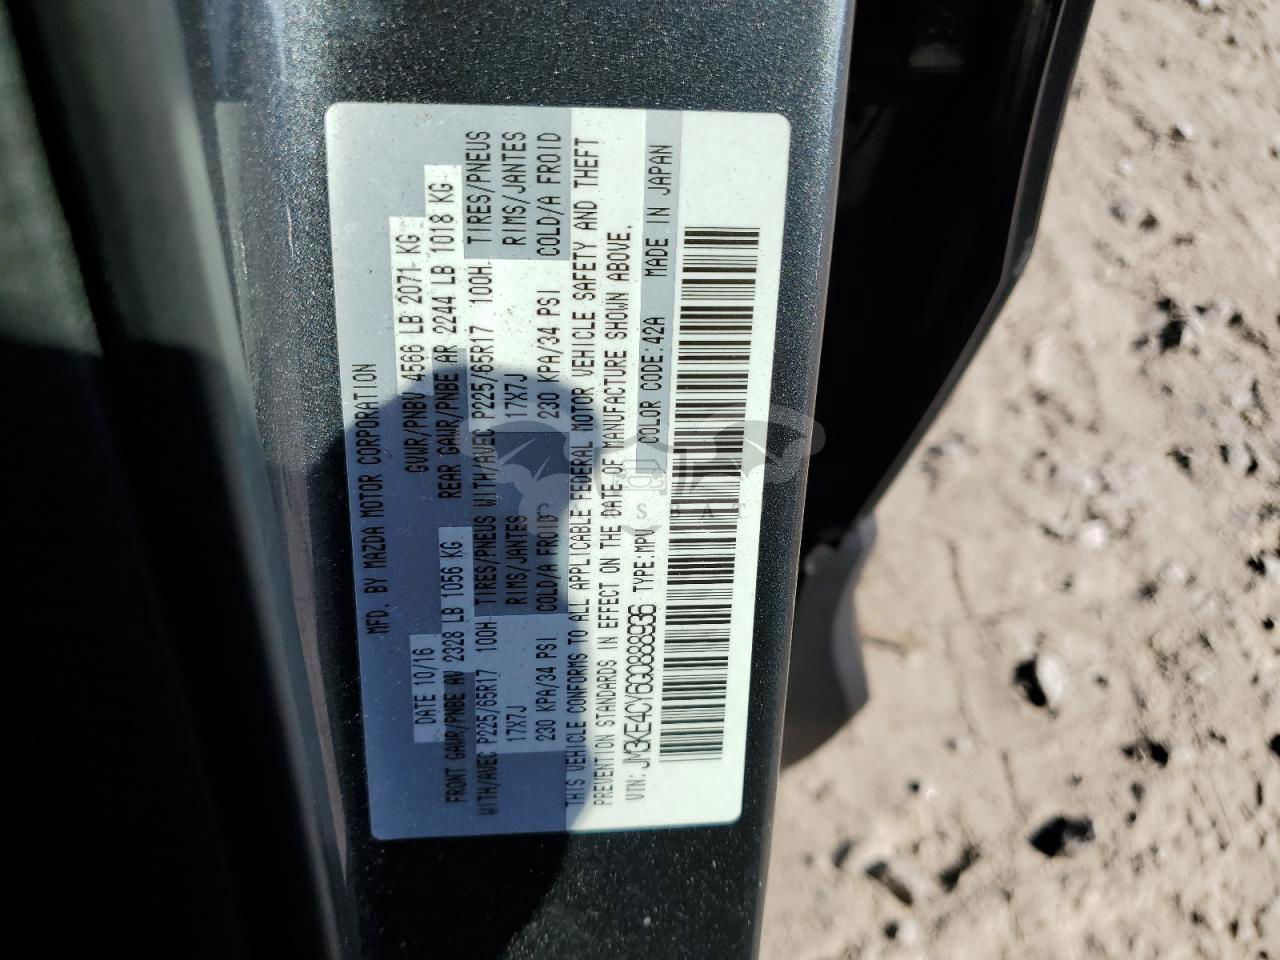 MFD. BY MAZDA MOTOR CORPORATION
DATE 10/16 GVWR/PNBV 4566 LB 2071 KG
FRONT GAWR/PNBE AV 2328 LB 1056 KG REAR GAWR/PNBE AR 2244 LB 1018 KG
WITH/AVEC P225/65R17 100H TIRES/PNEUS WITH/AVEC P225/65R17 100H TIRES/PNEUS
17X7J RIMS/JANTES 17X7J RIMS/JANTES
230 KPA/34 PSI COLD/A FROID 230 KPA/34 PSI COLD/A FROID
THIS VEHICLE CONFORMS TO ALL APPLICABLE FEDERAL MOTOR VEHICLE SAFETY AND THEFT
PREVENTION STANDARDS IN EFFECT ON THE DATE OF MANUFACTURE SHOWN ABOVE.
VIN: JM3KE4CY6G0888936 TYPE:MPV COLOR CODE:42A MADE IN JAPAN